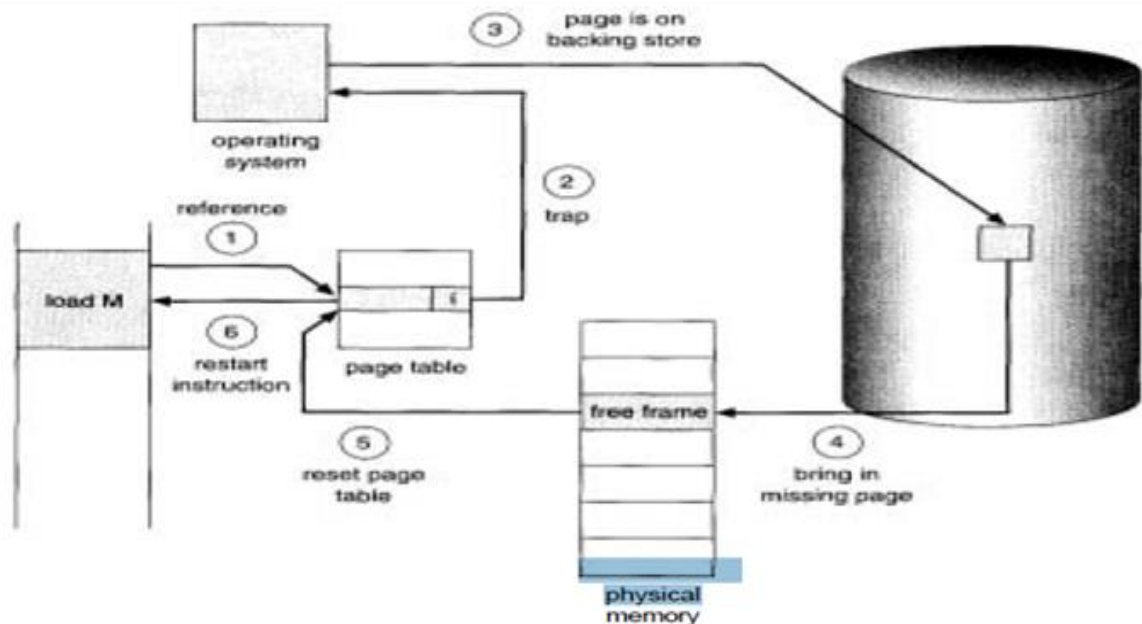 3
page is on
backing store
operating
system
2
trap
reference
1
load M
i
6
restart
instruction
page table
free frame
5
reset page
table
4
bring in
missing page
physical
memory